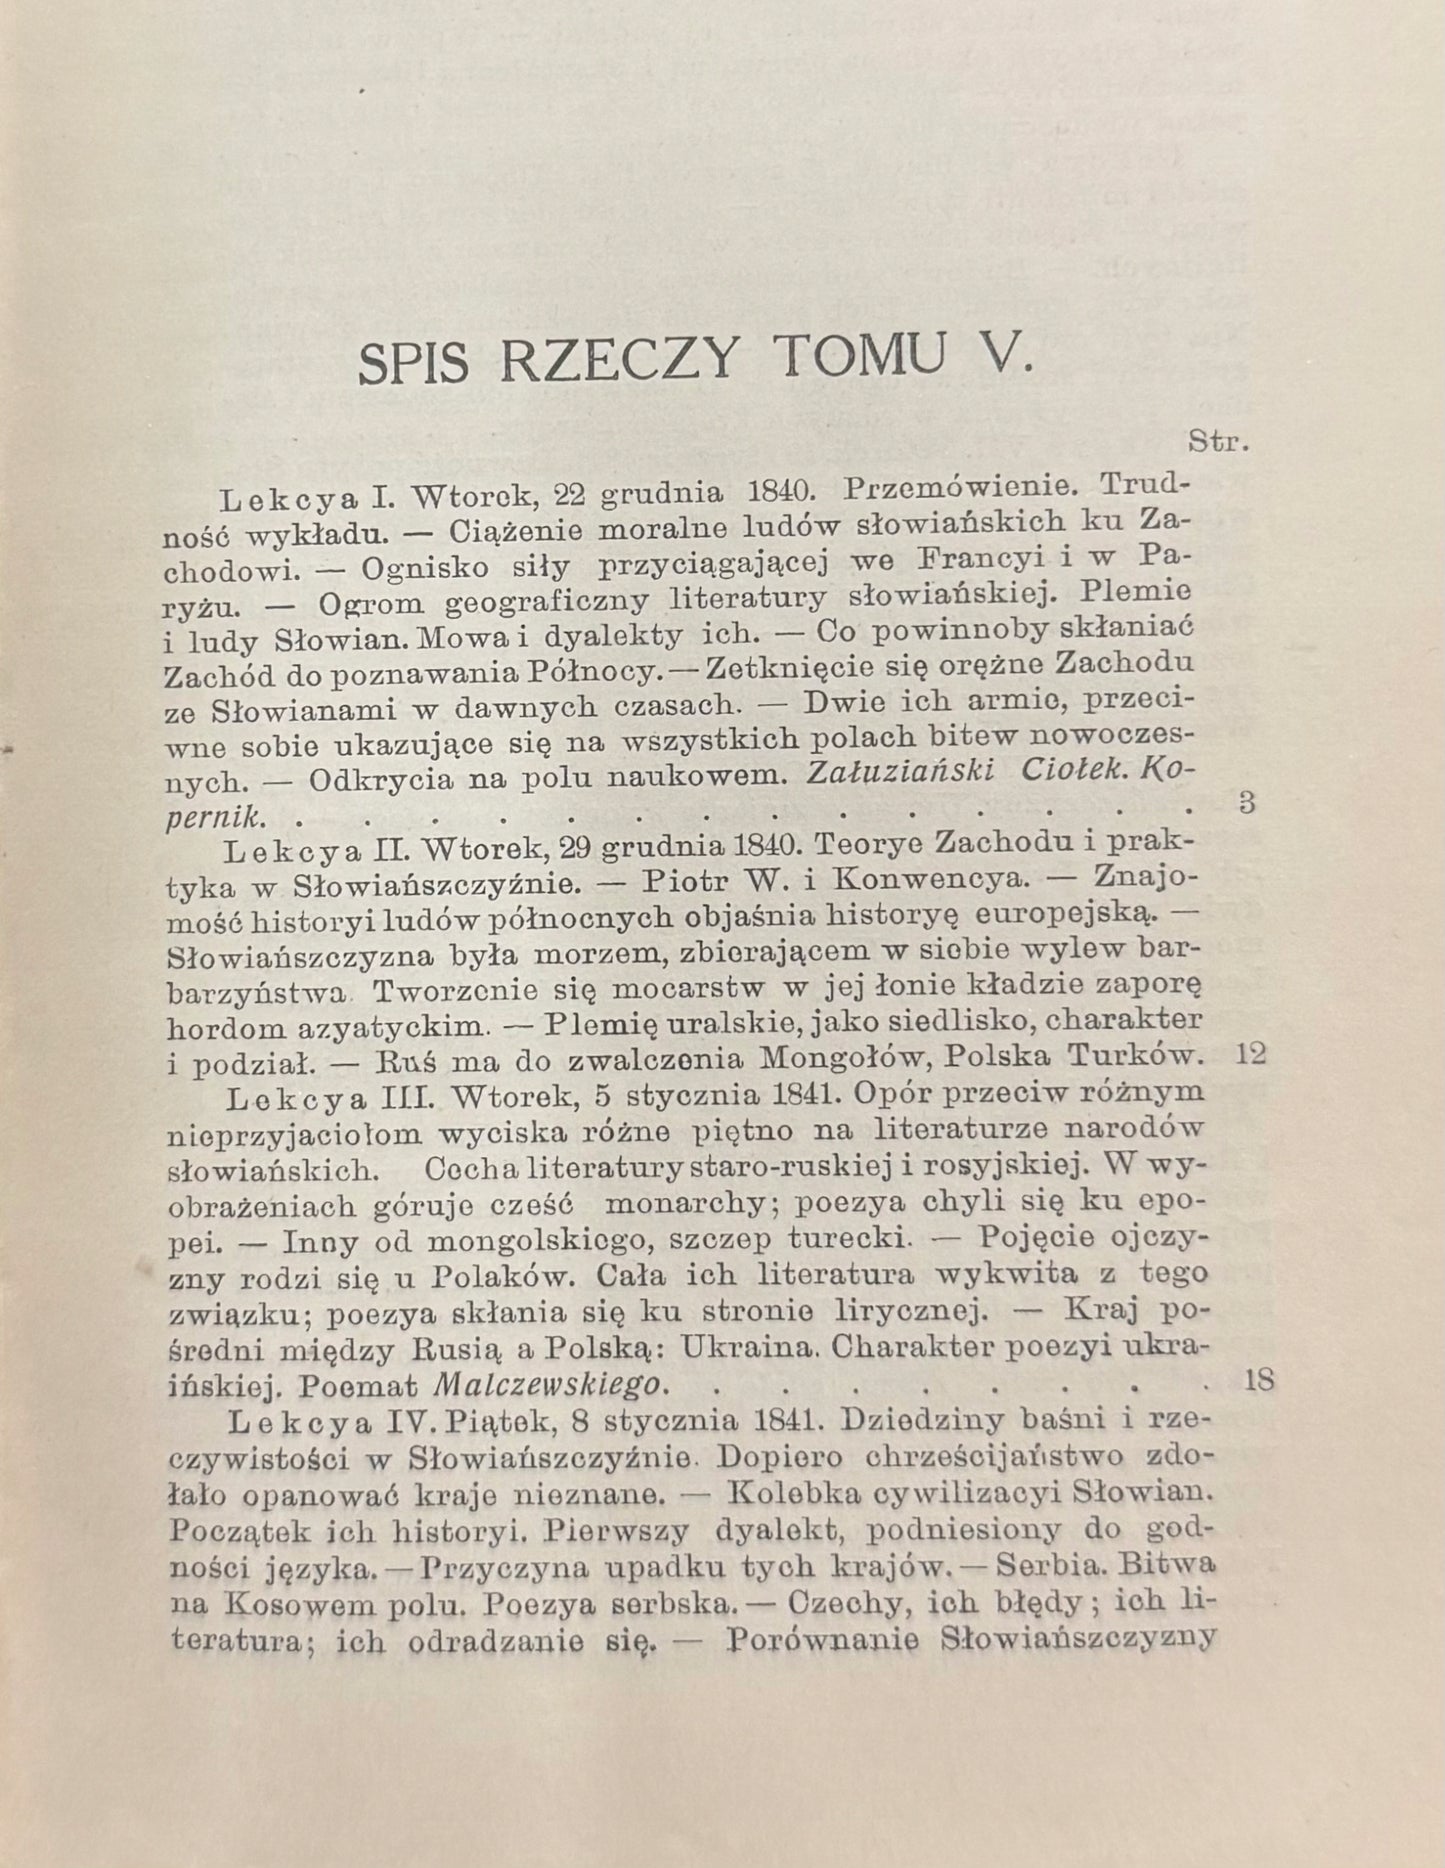 SPIS RZECZY TOMU V.
Str.
Lekcya I. Wtorek, 22 grudnia 1840. Przemówienie. Trud-
ność wykładu. — Ciążenie moralne ludów słowiańskich ku Za-
chodowi. — Ognisko siły przyciągającej we Francyi i w Pa-
ryżu. — Ogrom geograficzny literatury słowiańskiej. Plemie
i ludy Słowian. Mowa i dyalekty ich. — Co powinnoby skłaniać
Zachód do poznawania Północy. — Zetknięcie się orężne Zachodu
ze Słowianami w dawnych czasach. — Dwie ich armie, przeci-
wne sobie ukazujące się na wszystkich polach bitew nowoczes-
nych. — Odkrycia na polu naukowem. Załuziański Ciołek. Ko-
pernik. . . . . . . . . . . . . . . 3
Lekcya II. Wtorek, 29 grudnia 1840. Teorye Zachodu i prak-
tyka w Słowiańszczyźnie. — Piotr W. i Konwencya. — Znajo-
mość historyi ludów północnych objaśnia historyę europejską. —
Słowiańszczyzna była morzem, zbierającem w siebie wylew bar-
barzyństwa. Tworzenie się mocarstw w jej łonie kładzie zaporę
hordom azyatyckim. — Plemię uralskie, jako siedlisko, charakter
i podział. — Ruś ma do zwalczenia Mongołów, Polska Turków. 12
Lekcya III. Wtorek, 5 stycznia 1841. Opór przeciw różnym
nieprzyjaciołom wyciska różne piętno na literaturze narodów
słowiańskich. Cecha literatury staro-ruskiej i rosyjskiej. W wy-
obrażeniach góruje cześć monarchy; poezya chyli się ku epo-
pei. — Inny od mongolskiego, szczep turecki. — Pojęcie ojczy-
zny rodzi się u Polaków. Cała ich literatura wykwita z tego
związku; poezya skłania się ku stronie lirycznej. — Kraj po-
średni między Rusią a Polską: Ukraina. Charakter poezyi ukra-
ińskiej. Poemat Malczewskiego. . . . . . . . . 18
Lekcya IV. Piątek, 8 stycznia 1841. Dziedziny baśni i rze-
czywistości w Słowiańszczyźnie. Dopiero chrześcijaństwo zdo-
łało opanować kraje nieznane. — Kolebka cywilizacyi Słowian.
Początek ich historyi. Pierwszy dyalekt, podniesiony do god-
ności języka. — Przyczyna upadku tych krajów. — Serbia. Bitwa
na Kosowem polu. Poezya serbska. — Czechy, ich błędy; ich li-
teratura; ich odradzanie się. — Porównanie Słowiańszczyzny